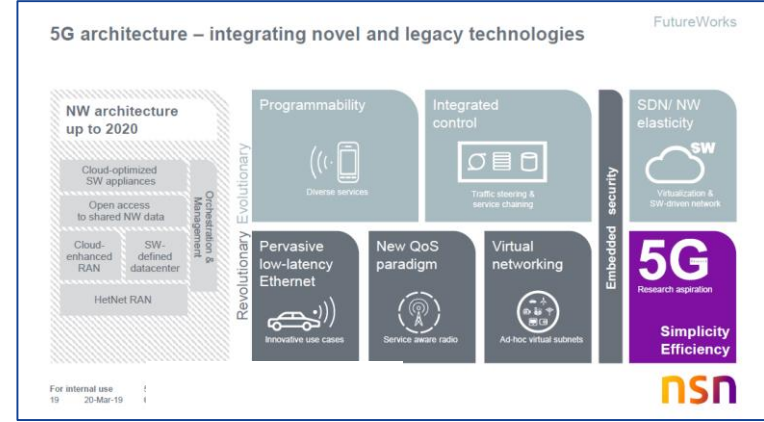 FutureWorks
5G architecture – integrating novel and legacy technologies
NW architecture
up to 2020
Cloud-optimized
SW appliances
Open access
to shared NW data
Cloud-
enhanced
RAN
SW-
defined
datacenter
HetNet RAN
Orchestration &
Management
Evolutionary
Revolutionary
Programmability
Diverse services
Integrated
control
Traffic steering &
service chaining
Pervasive
low-latency
Ethernet
Innovative use cases
New QoS
paradigm
Service aware radio
Virtual
networking
Ad-hoc virtual subnets
Embedded security
SDN/ NW
elasticity
SW
Virtualization &
SW-driven network
5G
Research aspiration
Simplicity
Efficiency
For internal use
19 20-Mar-19
nsn